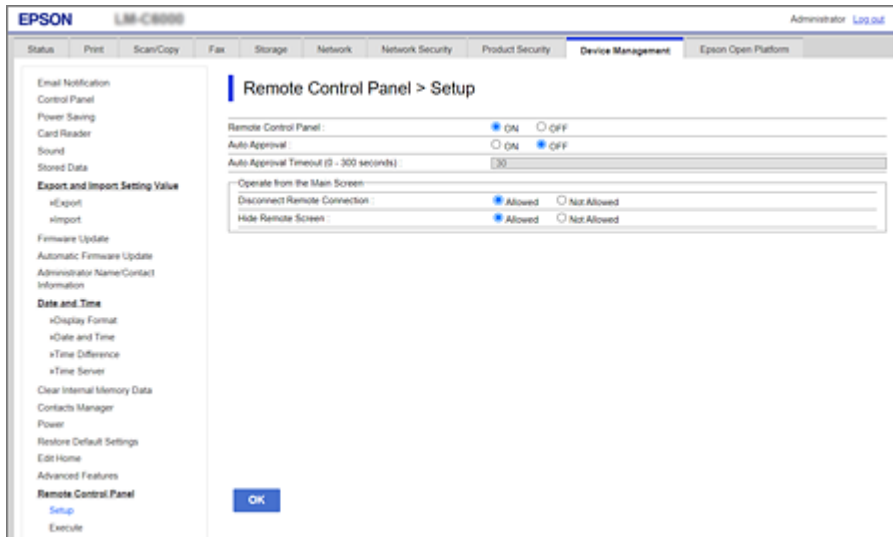 EPSON
LM-C6000
Administrator Log out
Status Print Scan/Copy Fax Storage Network Network Security Product Security Device Management Epson Open Platform
Email Notification
Control Panel
Power Saving
Card Reader
Sound
Stored Data
Export and Import Setting Value
»Export
»Import
Firmware Update
Automatic Firmware Update
Administrator Name/Contact
Information
Date and Time
»Display Format
»Date and Time
»Time Difference
»Time Server
Clear Internal Memory Data
Contacts Manager
Power
Restore Default Settings
Edit Home
Advanced Features
Remote Control Panel
Setup
Execute
Remote Control Panel > Setup
Remote Control Panel : ON OFF
Auto Approval : ON OFF
Auto Approval Timeout (0 - 300 seconds) : 30
Operate from the Main Screen
Disconnect Remote Connection : Allowed Not Allowed
Hide Remote Screen : Allowed Not Allowed
OK